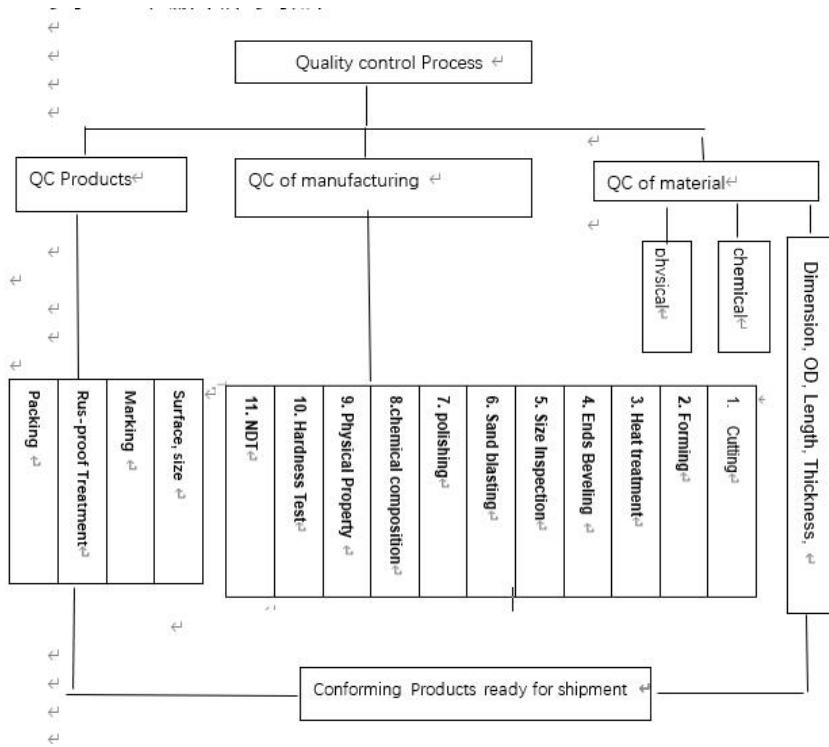 Quality control Process
QC Products
QC of manufacturing
QC of material
physical
chemical
Dimension, OD, Length, Thickness,
Packing
Rus-proof Treatment
Marking
Surface, size
11. NDT
10. Hardness Test
9. Physical Property
8.chemical composition
7. polishing
6. Sand blasting
5. Size Inspection
4. Ends Beveling
3. Heat treatment
2. Forming
1. Cutting
Conforming Products ready for shipment